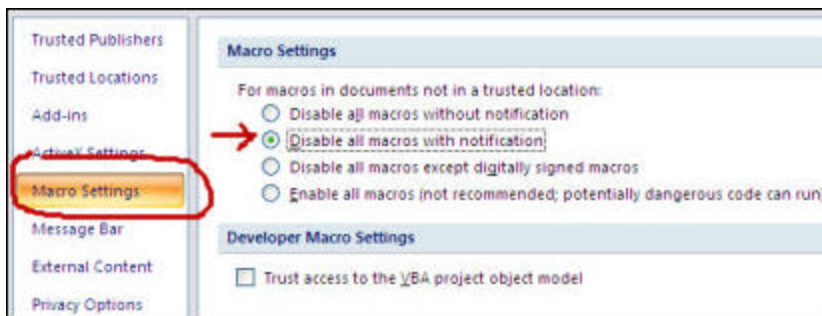 Trusted Publishers
Trusted Locations
Add-ins
ActiveX Settings
Macro Settings
Message Bar
External Content
Privacy Options
Macro Settings
For macros in documents not in a trusted location:
Disable all macros without notification
Disable all macros with notification
Disable all macros except digitally signed macros
Enable all macros (not recommended; potentially dangerous code can run)
Developer Macro Settings
Trust access to the VBA project object model